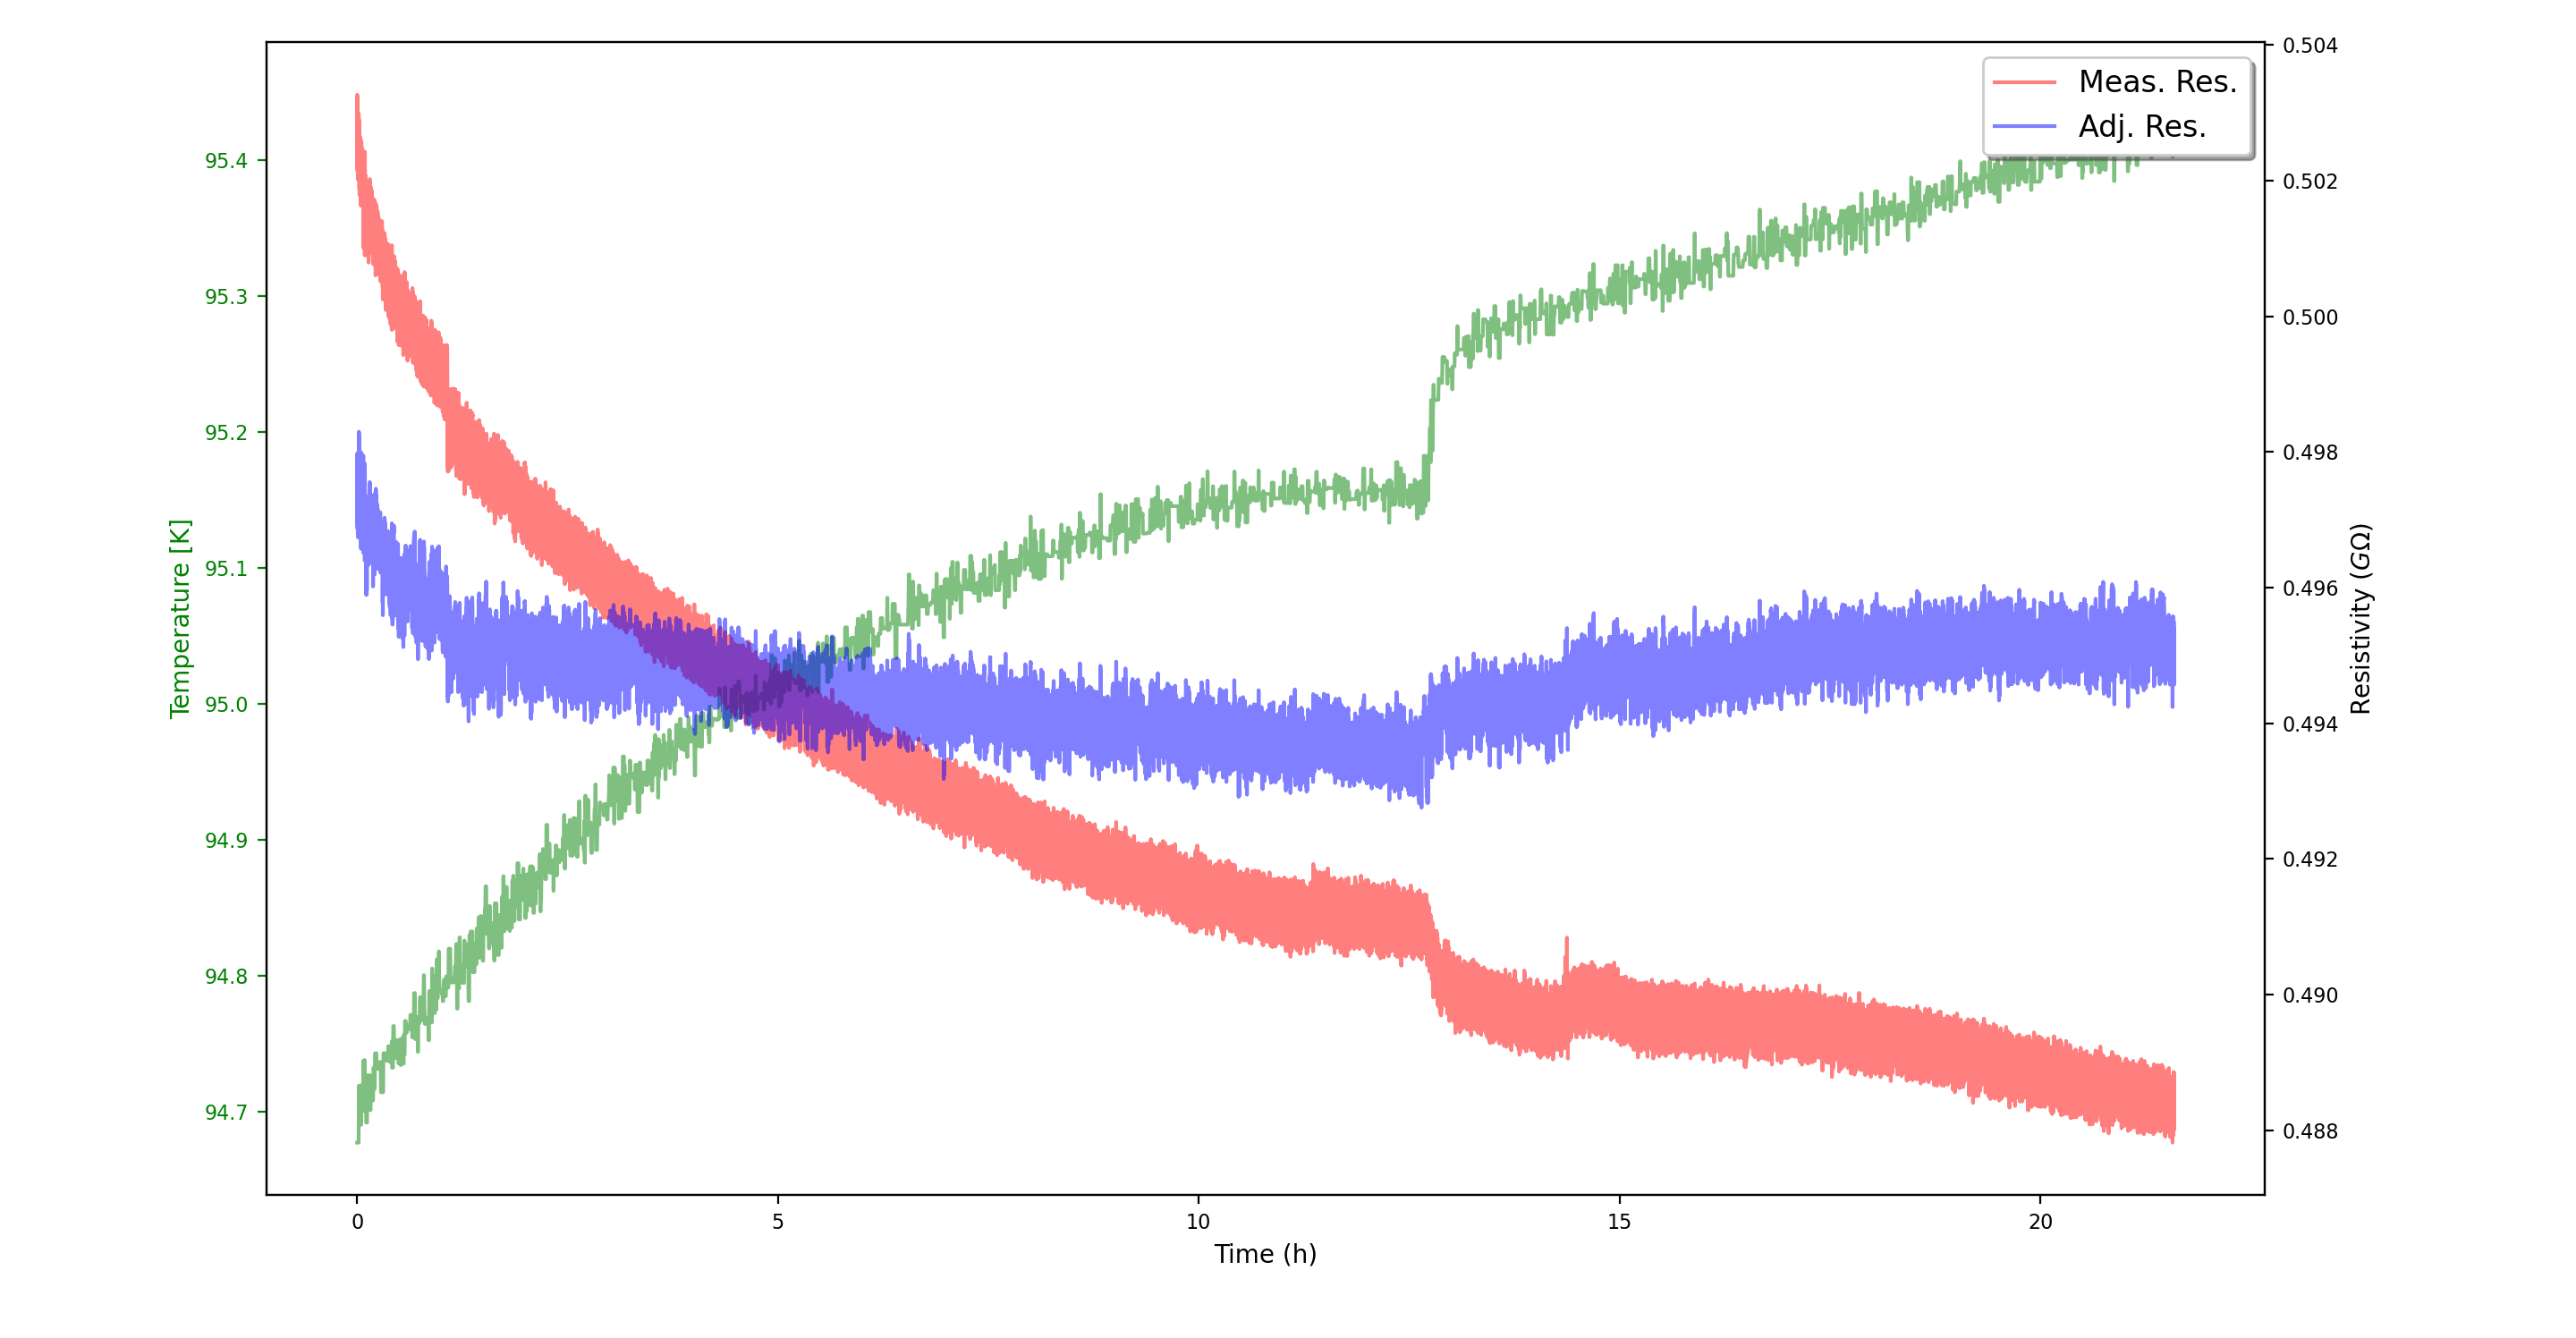 Meas. Res.
Adj. Res.
Temperature [K]
95.4
95.3
95.2
95.1
95.0
94.9
94.8
94.7
0.504
0.502
0.500
0.498
0.496
0.494
0.492
0.490
0.488
Resistivity (GΩ)
0 5 10 15 20
Time (h)